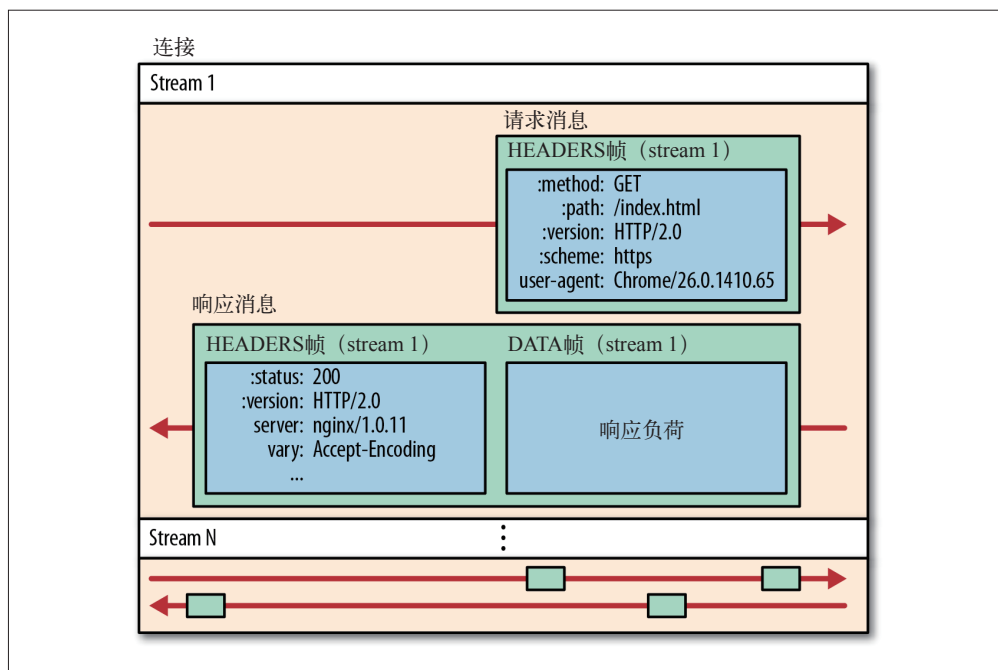 连接
Stream 1
请求消息
HEADERS帧（stream 1）
:method: GET
:path: /index.html
:version: HTTP/2.0
:scheme: https
user-agent: Chrome/26.0.1410.65
响应消息
HEADERS帧（stream 1）
:status: 200
:version: HTTP/2.0
server: nginx/1.0.11
vary: Accept-Encoding
...
DATA帧（stream 1）
响应负荷
Stream N